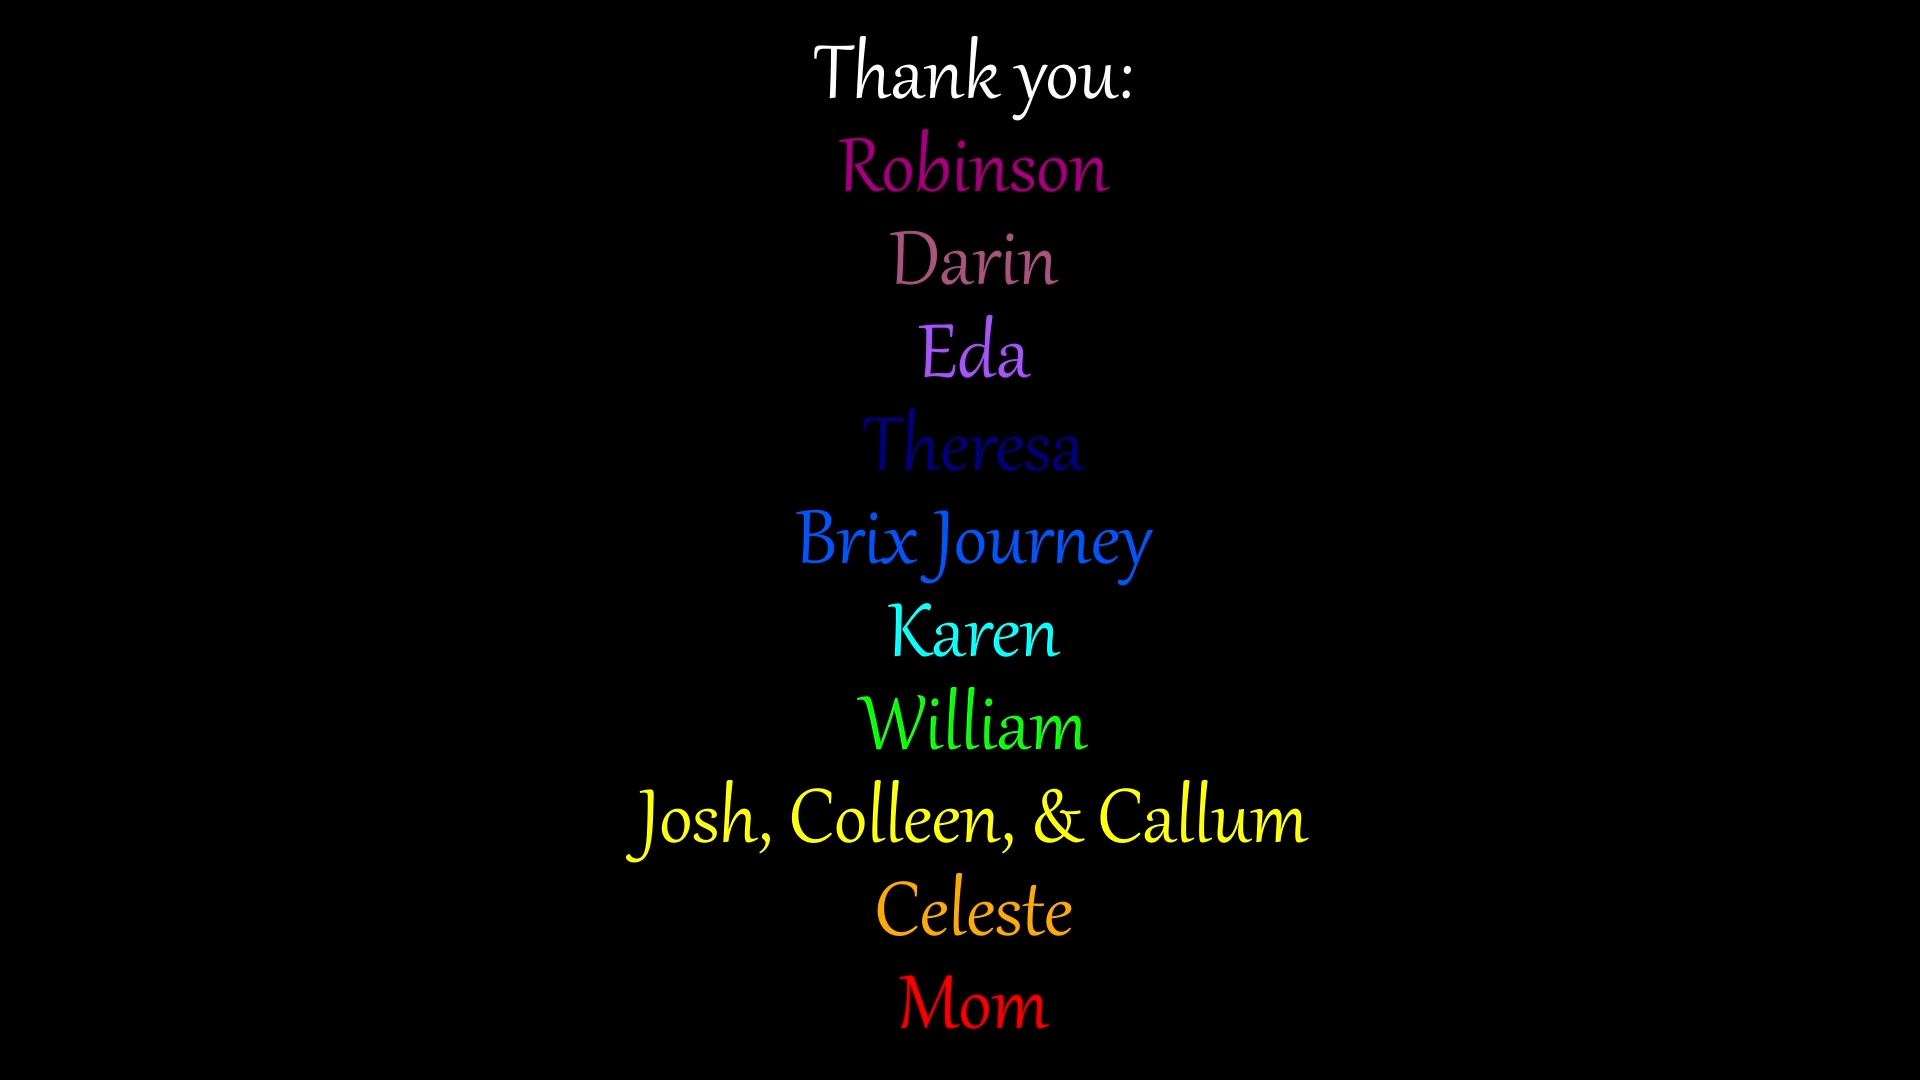 Thank you:
Robinson
Darin
Eda
Theresa
Brix Journey
Karen
William
Josh, Colleen, & Callum
Celeste
Mom